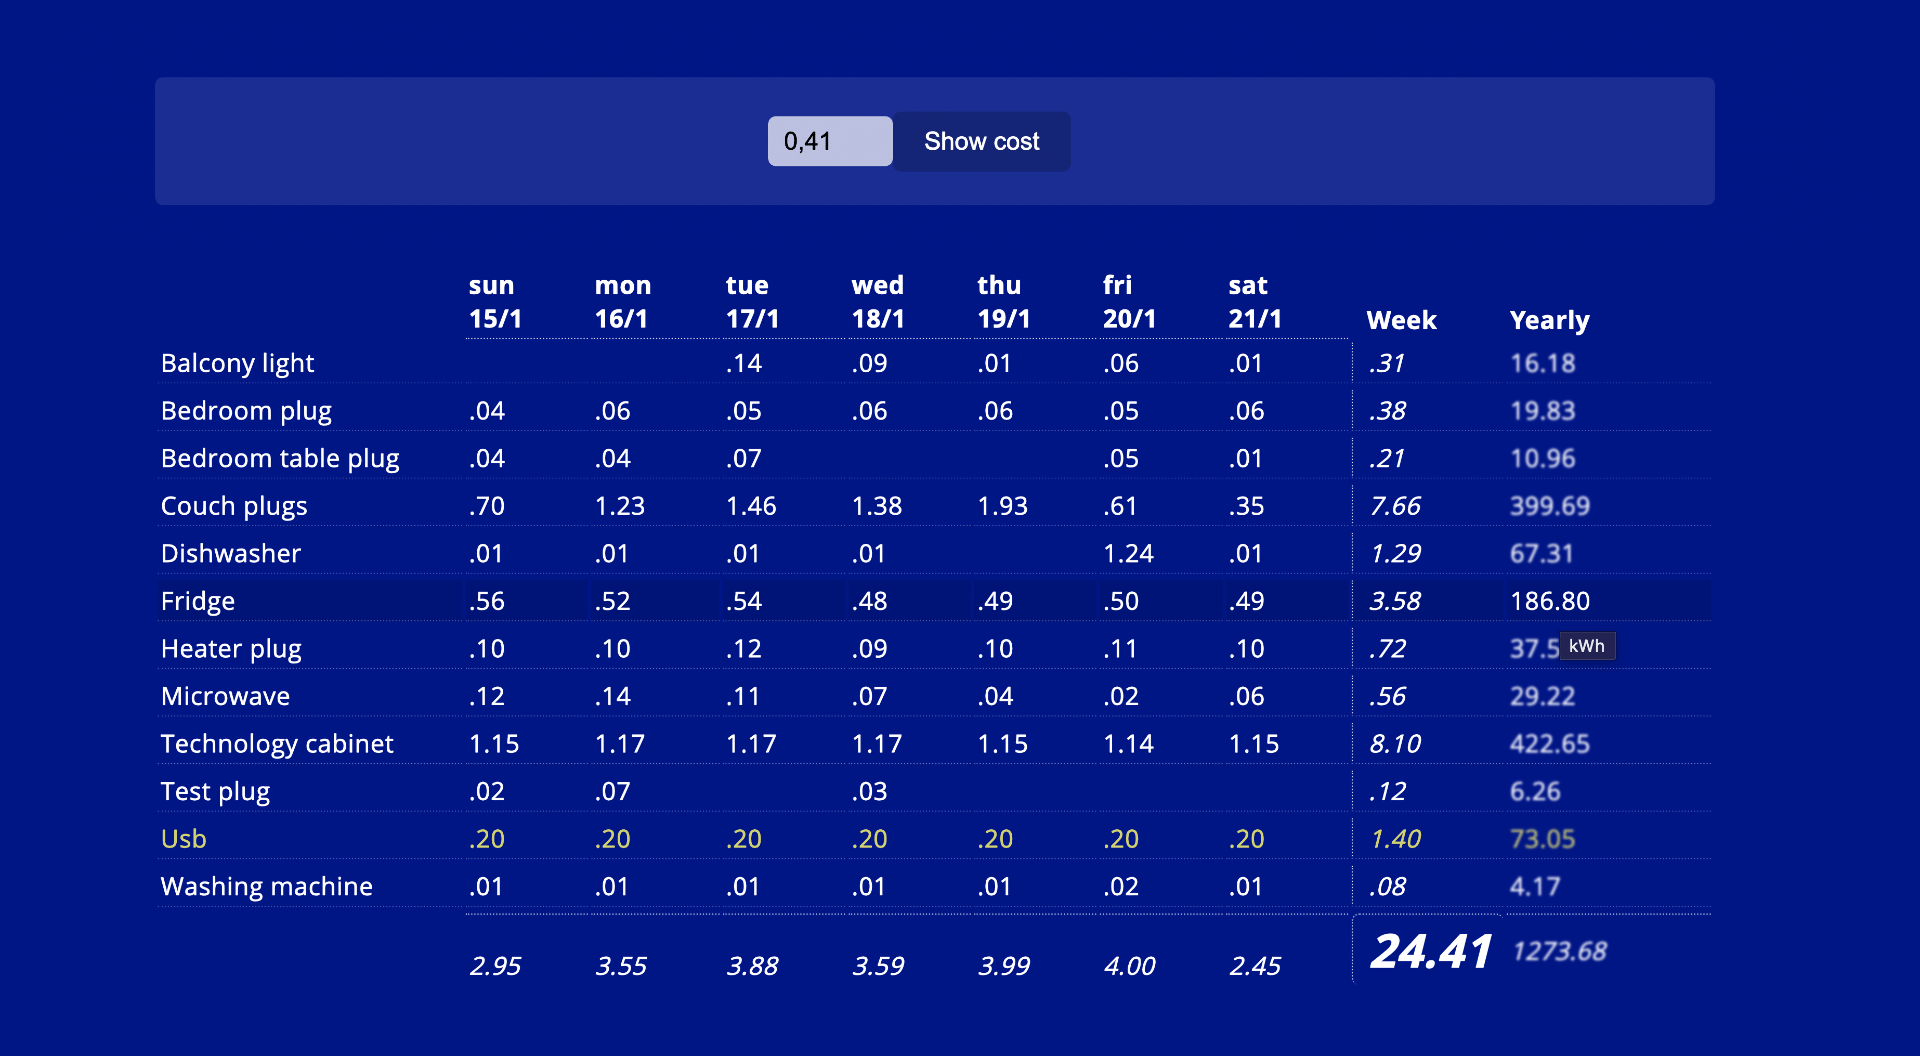 0,41 Show cost
sun mon tue wed thu fri sat
15/1 16/1 17/1 18/1 19/1 20/1 21/1 Week Yearly
Balcony light .14 .09 .01 .06 .01 .31 16.18
Bedroom plug .04 .06 .05 .06 .06 .05 .06 .38 19.83
Bedroom table plug .04 .04 .07 .05 .01 .21 10.96
Couch plugs .70 1.23 1.46 1.38 1.93 .61 .35 7.66 399.69
Dishwasher .01 .01 .01 .01 1.24 .01 1.29 67.31
Fridge .56 .52 .54 .48 .49 .50 .49 3.58 186.80
Heater plug .10 .10 .12 .09 .10 .11 .10 .72 37.5 kWh
Microwave .12 .14 .11 .07 .04 .02 .06 .56 29.22
Technology cabinet 1.15 1.17 1.17 1.17 1.15 1.14 1.15 8.10 422.65
Test plug .02 .07 .03 .12 6.26
Usb .20 .20 .20 .20 .20 .20 .20 1.40 73.05
Washing machine .01 .01 .01 .01 .01 .02 .01 .08 4.17
2.95 3.55 3.88 3.59 3.99 4.00 2.45 24.41 1273.68